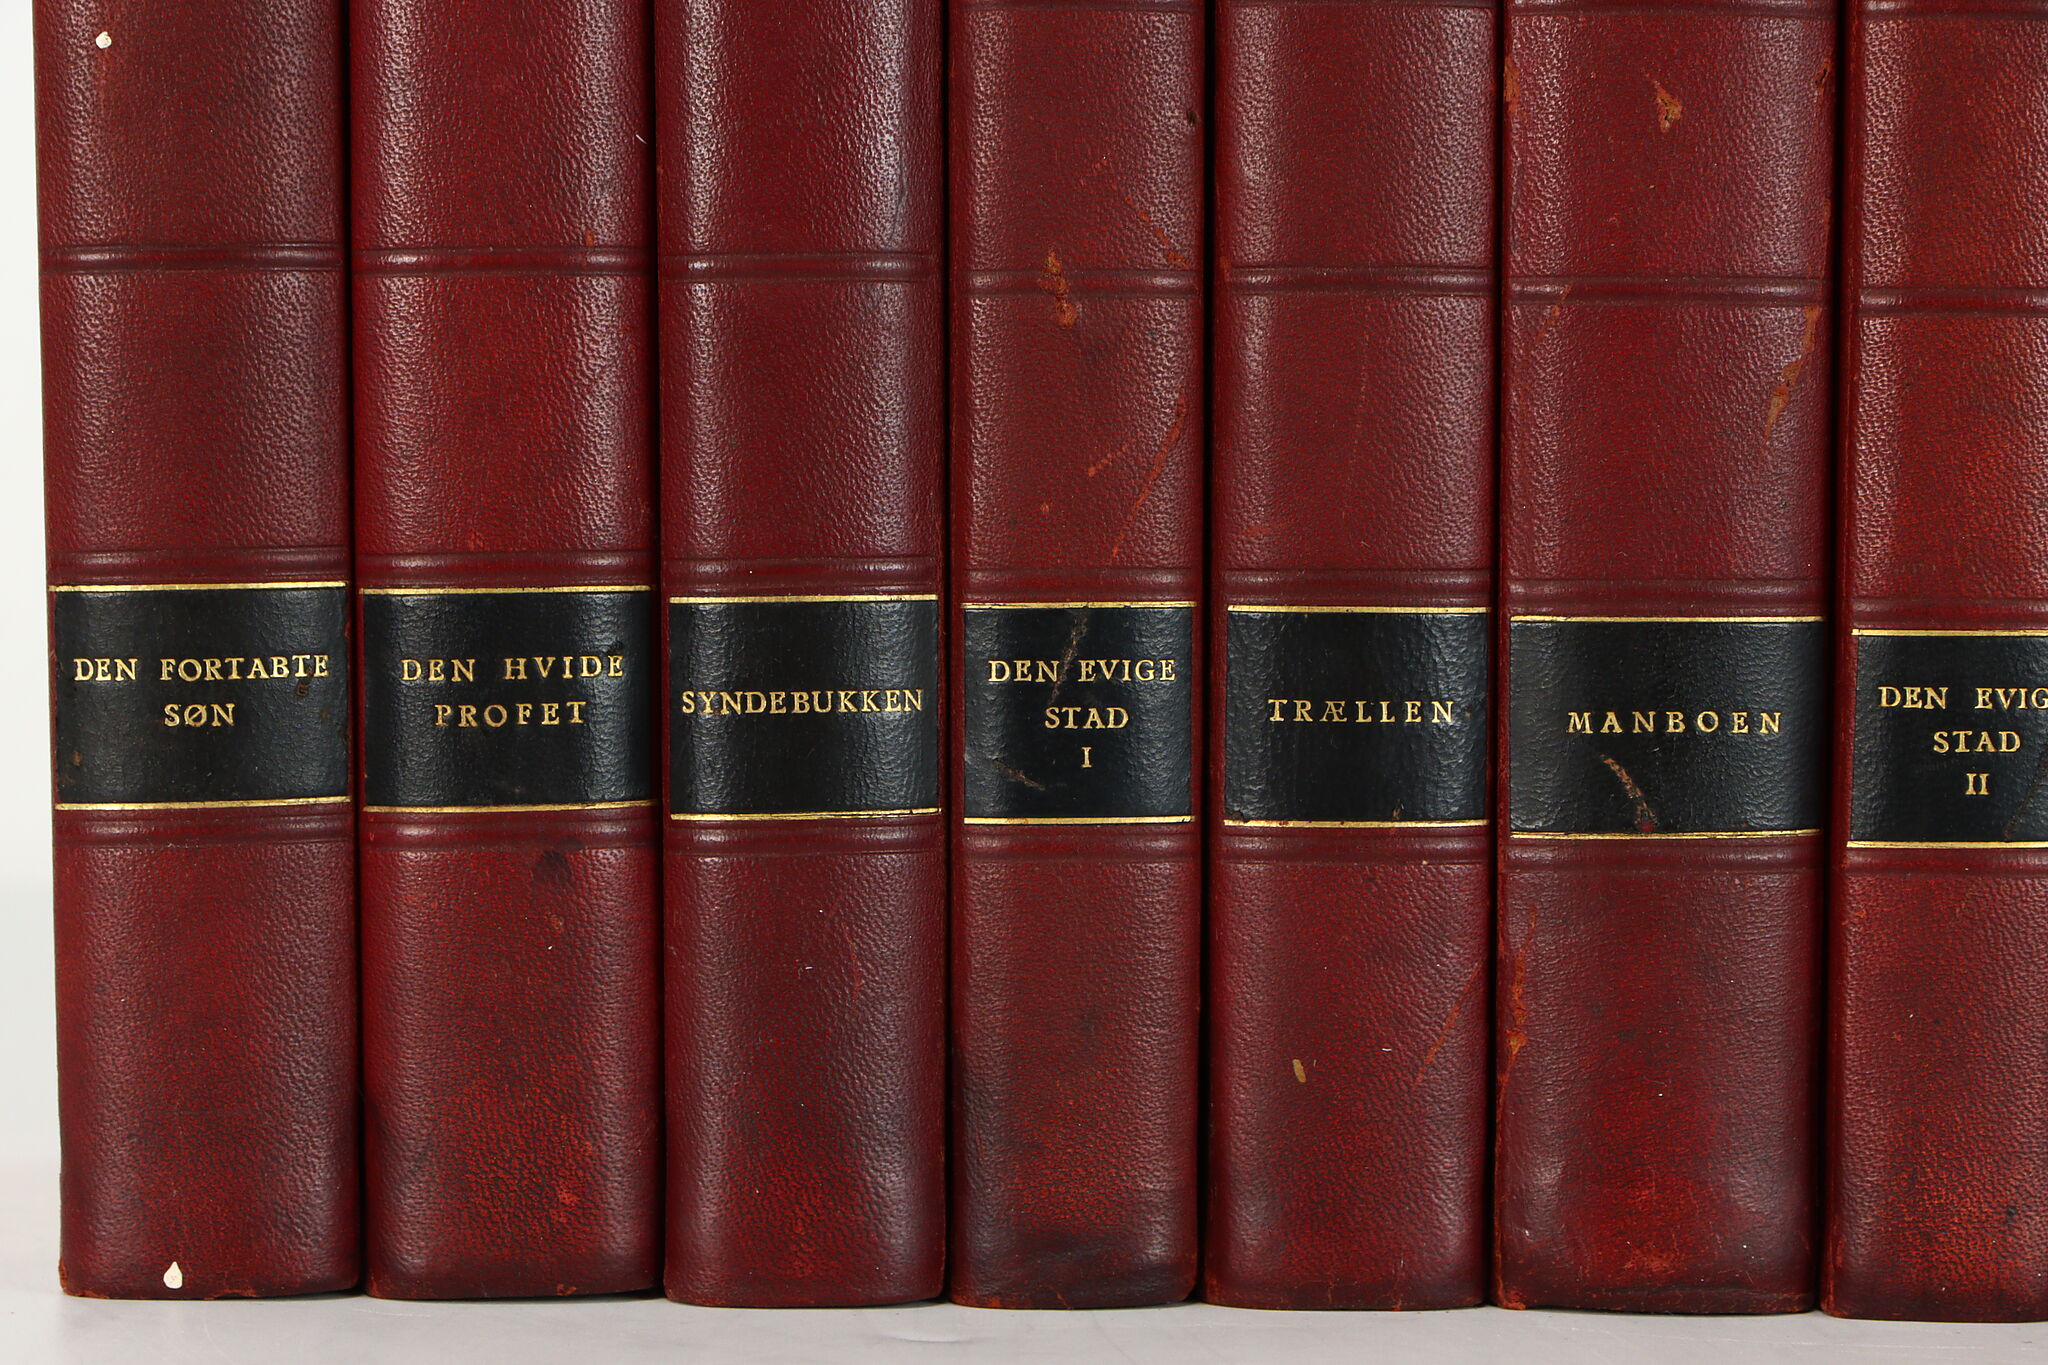 DEN FORTABTE
SØN
DEN HVIDE
PROFET
SYNDEBUKKEN
DEN EVIGE
STAD
I
TRÆLLEN
MANBOEN
DEN EVIG
STAD
II